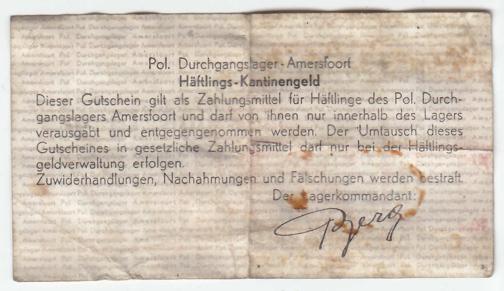 Pol. Durchgangslager-Amersfoort
Häftlings-Kantinengeld
Dieser Gutschein gilt als Zahlungsmittel für Häftlinge des Pol. Durch-
gangslagers Amersfoort und darf von ihnen nur innerhalb des Lagers
verausgabt und entgegengenommen werden. Der Umtausch dieses
Gutscheines in gesetzliche Zahlungsmittel darf nur bei der Häftlings-
geldverwaltung erfolgen.
Zuwiderhandlungen, Nachahmungen und Fälschungen werden bestraft.
Der Lagerkommandant:
Berg